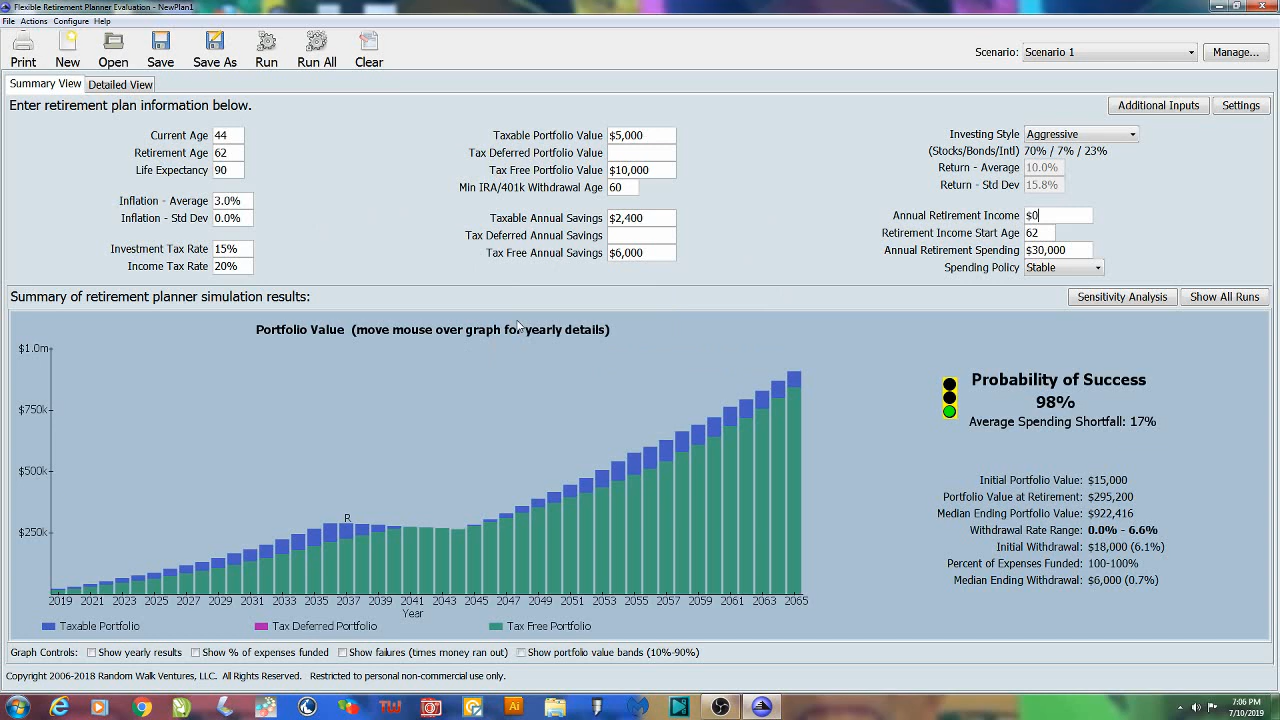 Flexible Retirement Planner Evaluation - NewPlan1
File Actions Configure Help
Print New Open Save Save As Run Run All Clear
Scenario: Scenario 1 Manage...
Summary View Detailed View
Enter retirement plan information below.
Additional Inputs Settings
Current Age 44
Retirement Age 62
Life Expectancy 90
Inflation - Average 3.0%
Inflation - Std Dev 0.0%
Investment Tax Rate 15%
Income Tax Rate 20%
Taxable Portfolio Value $5,000
Tax Deferred Portfolio Value
Tax Free Portfolio Value $10,000
Min IRA/401k Withdrawal Age 60
Taxable Annual Savings $2,400
Tax Deferred Annual Savings
Tax Free Annual Savings $6,000
Investing Style Aggressive
(Stocks/Bonds/Intl) 70% / 7% / 23%
Return - Average 10.0%
Return - Std Dev 15.8%
Annual Retirement Income $0
Retirement Income Start Age 62
Annual Retirement Spending $30,000
Spending Policy Stable
Summary of retirement planner simulation results:
Sensitivity Analysis Show All Runs
Portfolio Value (move mouse over graph for yearly details)
$1.0m
$750k
$500k
$250k
R
2019 2021 2023 2025 2027 2029 2031 2033 2035 2037 2039 2041 2043 2045 2047 2049 2051 2053 2055 2057 2059 2061 2063 2065
Year
Taxable Portfolio Tax Deferred Portfolio Tax Free Portfolio
Probability of Success
98%
Average Spending Shortfall: 17%
Initial Portfolio Value: $15,000
Portfolio Value at Retirement: $295,200
Median Ending Portfolio Value: $922,416
Withdrawal Rate Range: 0.0% - 6.6%
Initial Withdrawal: $18,000 (6.1%)
Percent of Expenses Funded: 100-100%
Median Ending Withdrawal: $6,000 (0.7%)
Graph Controls: Show yearly results Show % of expenses funded Show failures (times money ran out) Show portfolio value bands (10%-90%)
Copyright 2006-2018 Random Walk Ventures, LLC. All Rights Reserved. Restricted to personal non-commercial use only.
TW Ai
7:06 PM
7/10/2019